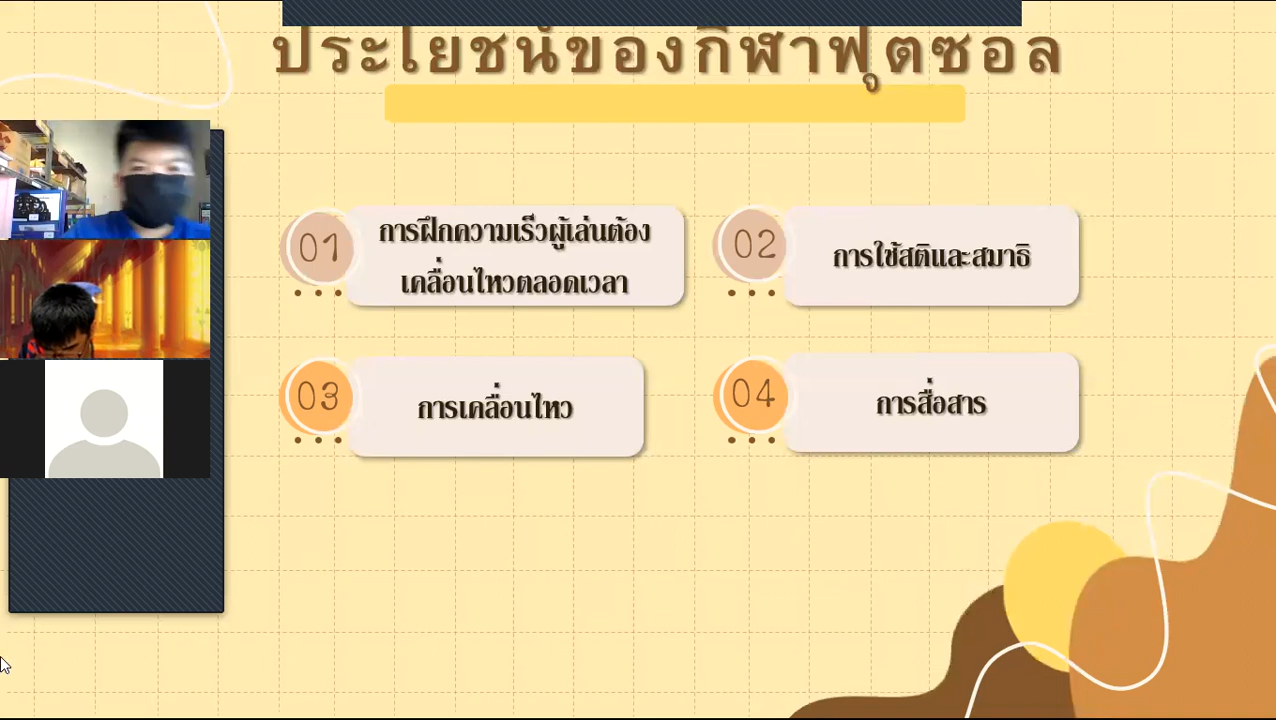 ประโยชน์ของกีฬาฟุตซอล
01
การฝึกความเร็วผู้เล่นต้อง
เคลื่อนไหวตลอดเวลา
02
การใช้สติและสมาธิ
03
การเคลื่อนไหว
04
การสื่อสาร